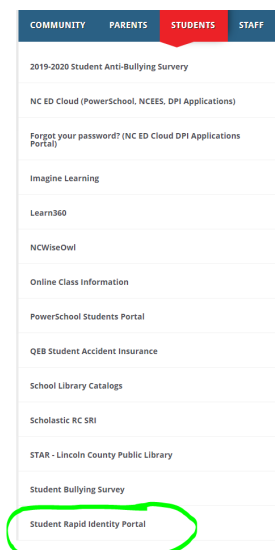 COMMUNITY PARENTS STUDENTS STAFF
2019-2020 Student Anti-Bullying Survery
NC ED Cloud (PowerSchool, NCEES, DPI Applications)
Forgot your password? (NC ED Cloud DPI Applications
Portal)
Imagine Learning
Learn360
NCWiseOwl
Online Class Information
PowerSchool Students Portal
QEB Student Accident Insurance
School Library Catalogs
Scholastic RC SRI
STAR - Lincoln County Public Library
Student Bullying Survey
Student Rapid Identity Portal